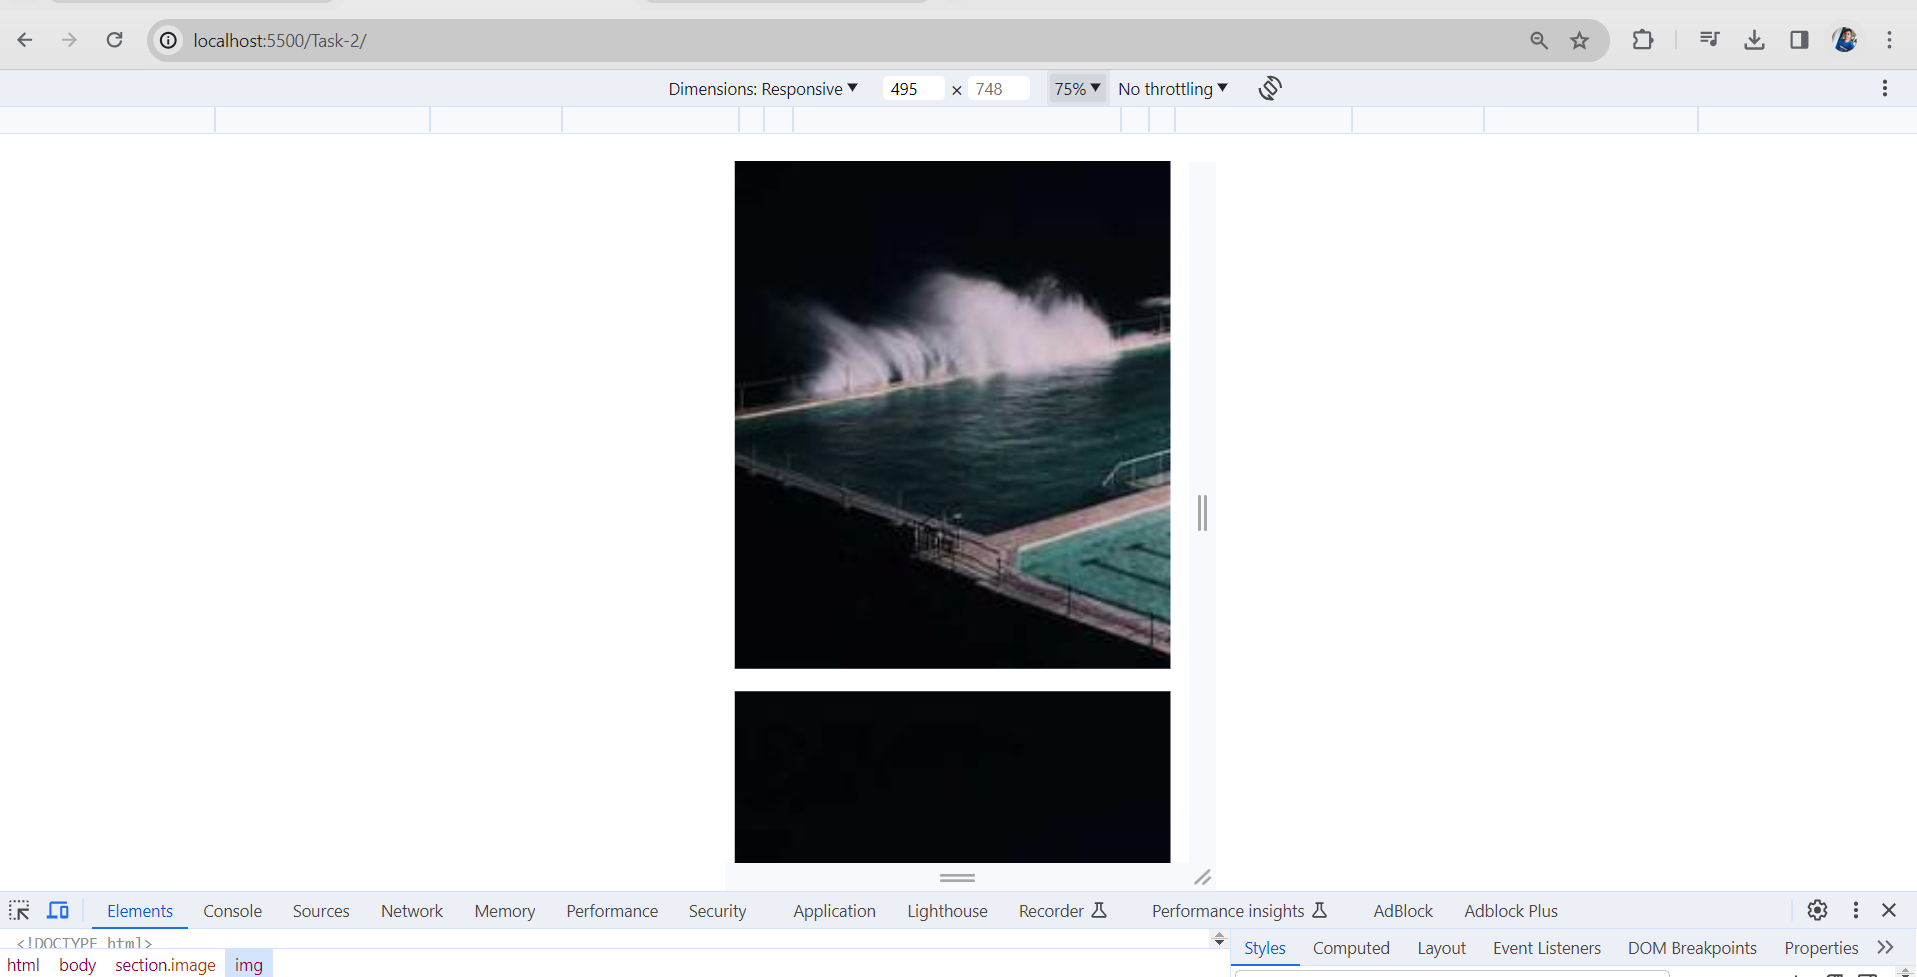 localhost:5500/Task-2/
Dimensions: Responsive 495 × 748 75% No throttling
Elements Console Sources Network Memory Performance Security Application Lighthouse Recorder Performance insights AdBlock Adblock Plus
<!DOCTYPE html>
Styles Computed Layout Event Listeners DOM Breakpoints Properties
html body section.image img